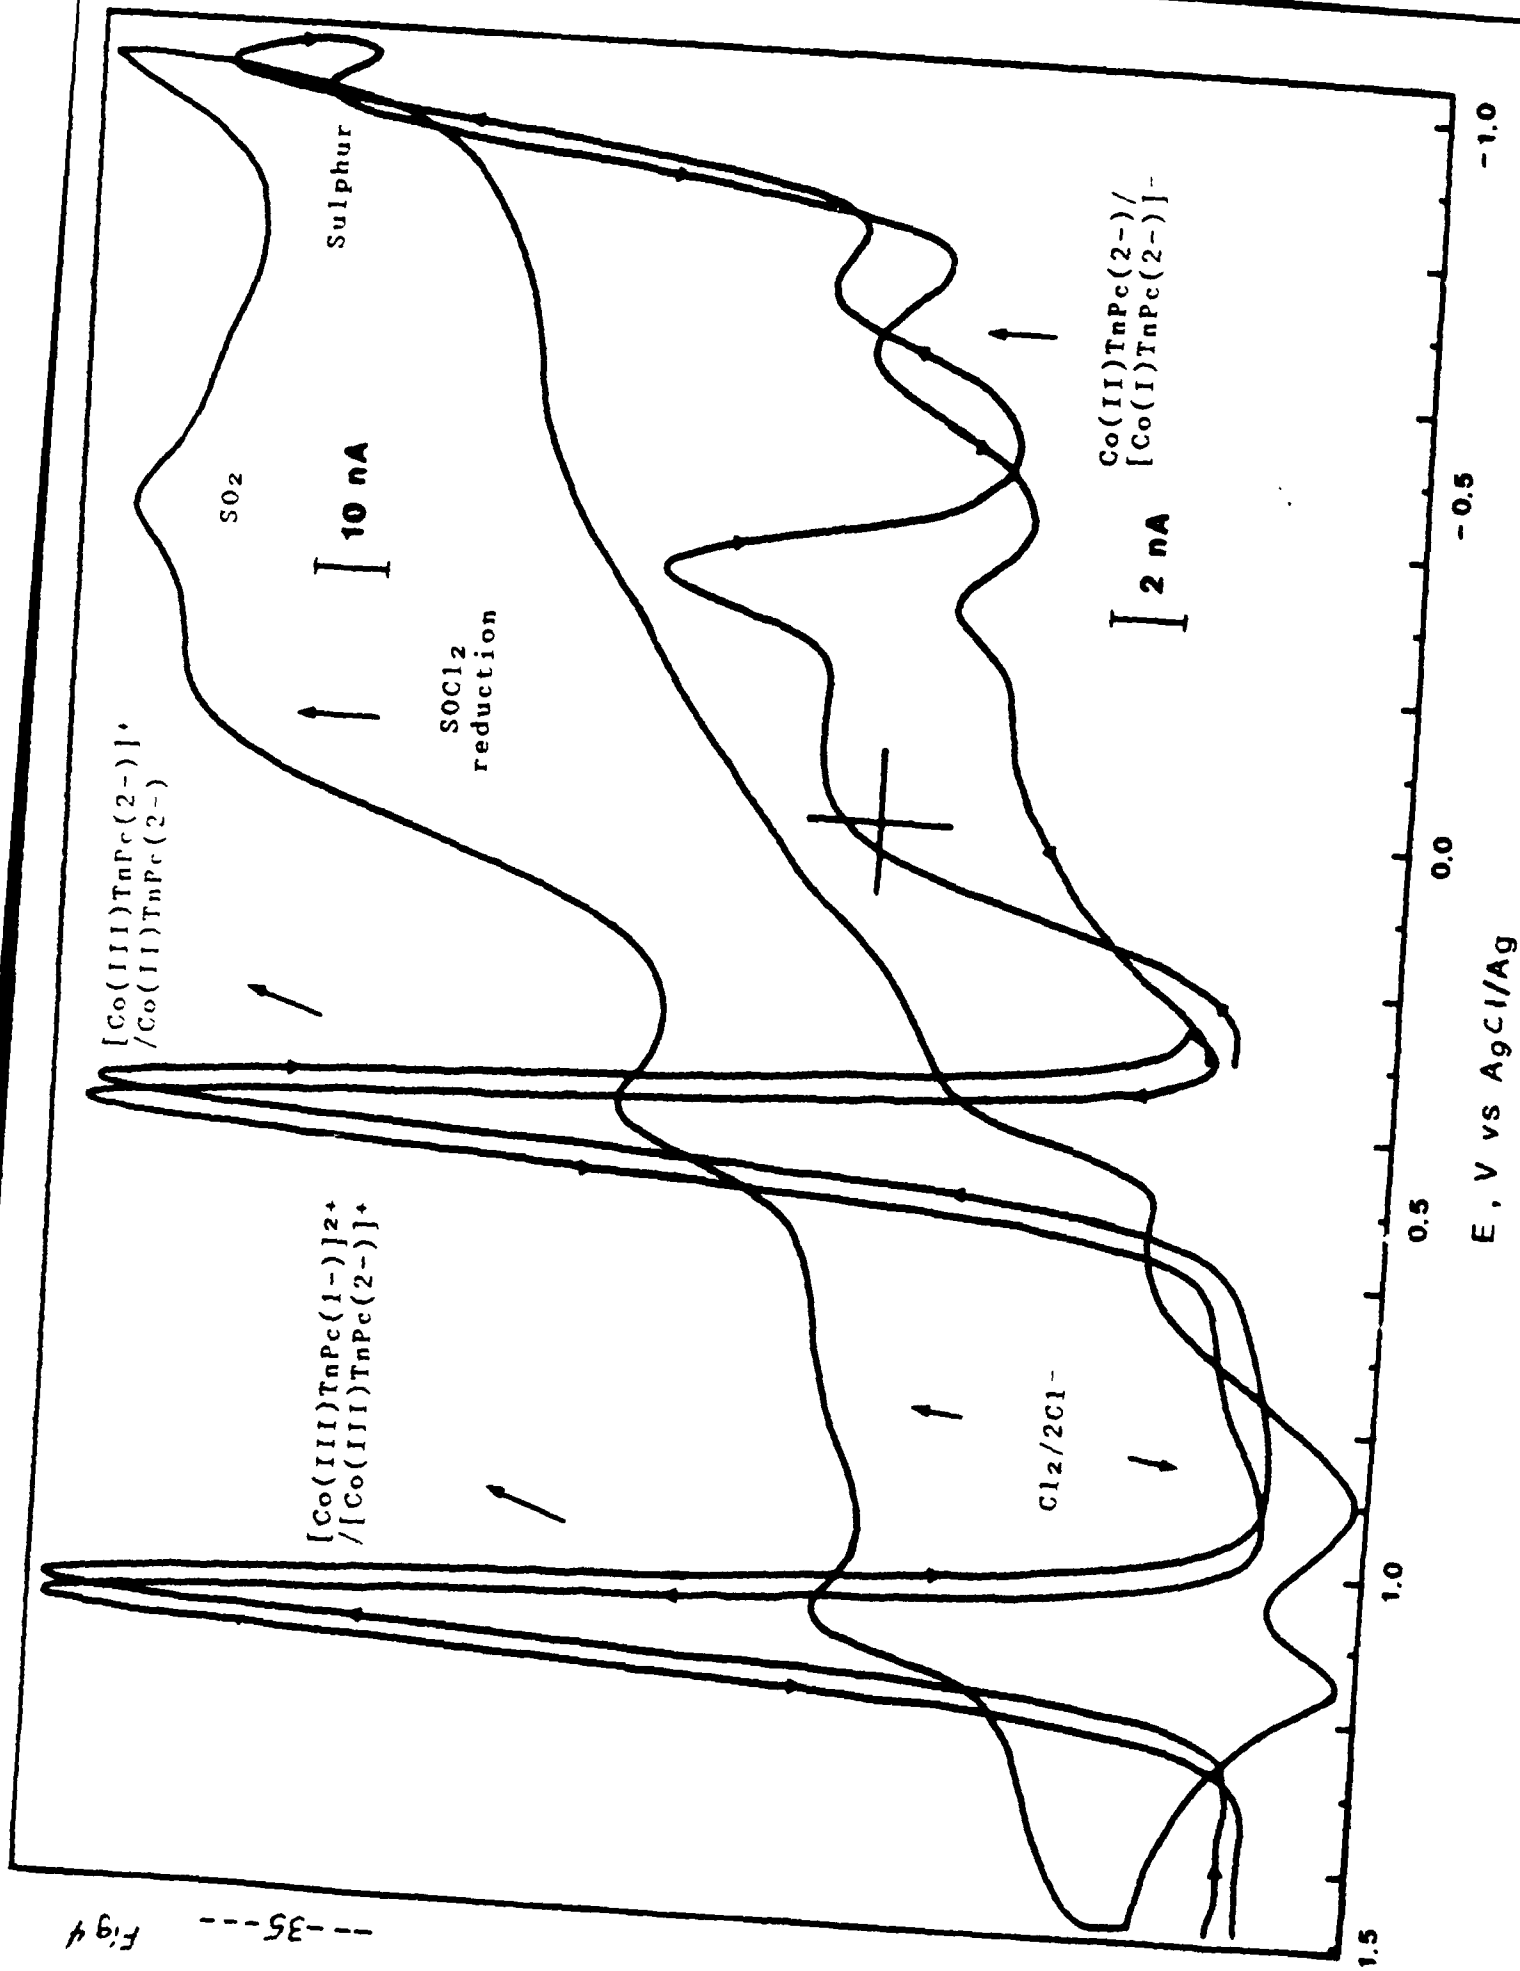 [Co(III)TnPc(1-)]2+
/[Co(III)TnPc(2-)]+
[Co(III)TnPc(2-)]+
/Co(II)TnPc(2-)
SO2
Sulphur
10 nA
SOCl2
reduction
Cl2/2Cl-
2 nA
Co(II)TnPc(2-)/
[Co(I)TnPc(2-)]-
1.5
1.0
0.5
0.0
-0.5
-1.0
E, V vs AgCl/Ag
---35---
Fig 4